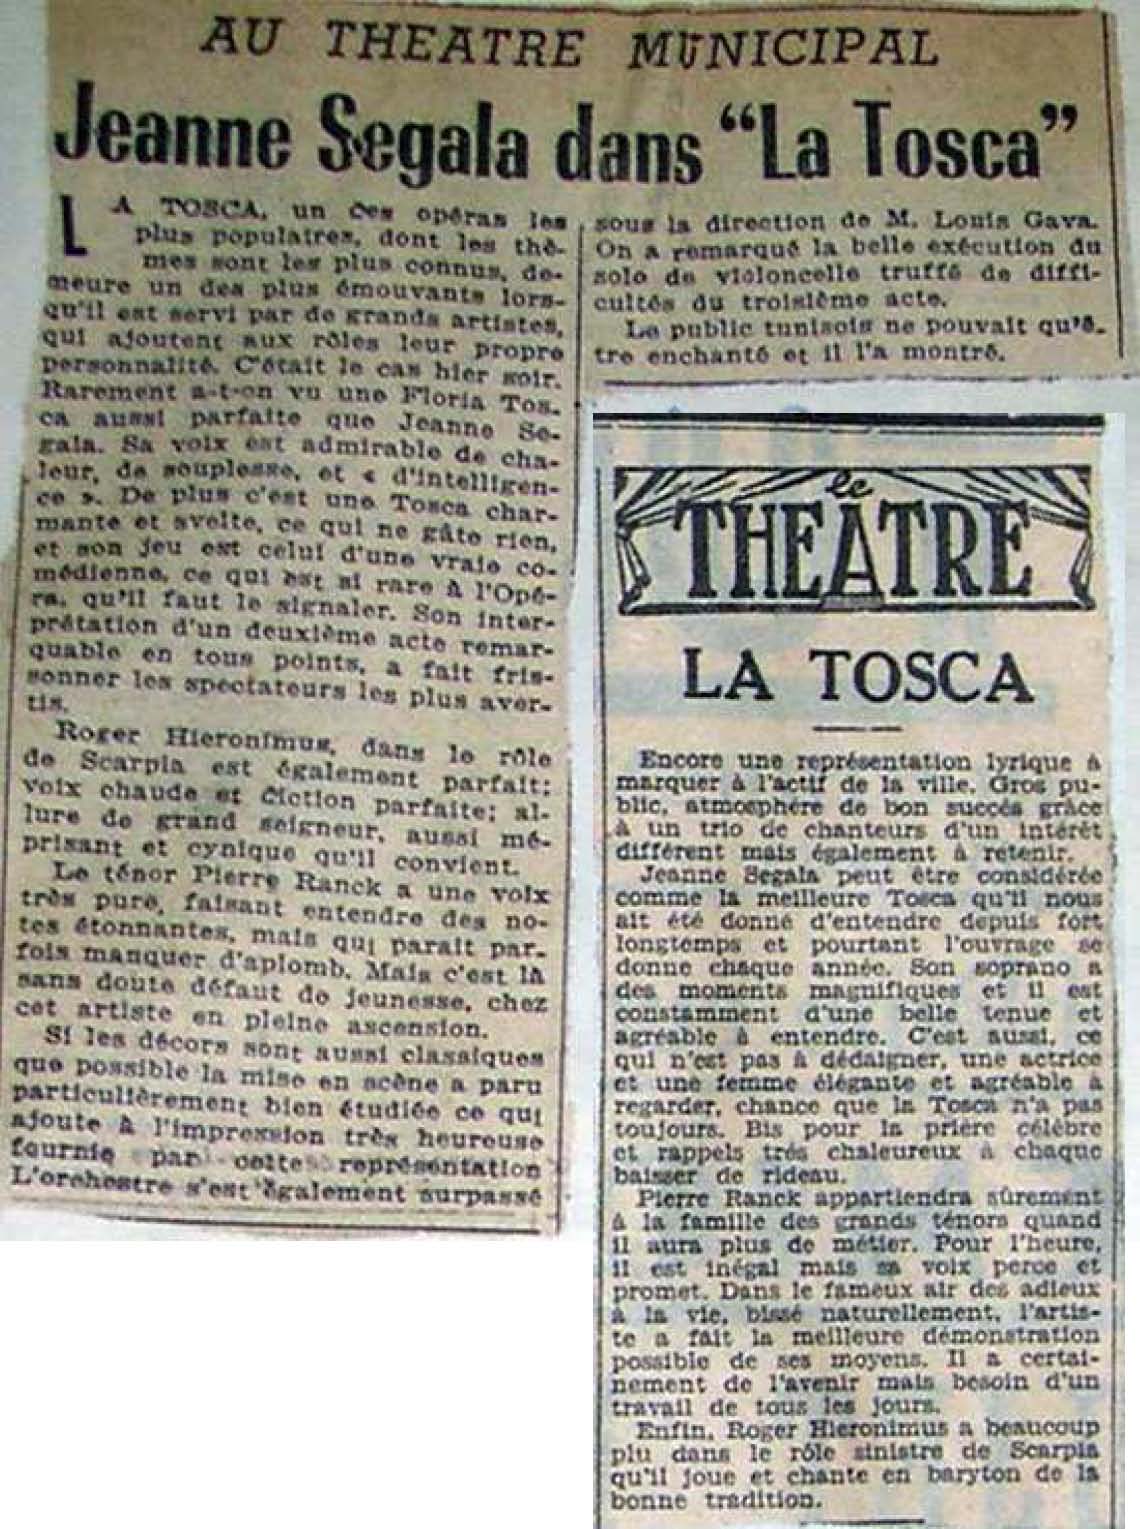 AU THEATRE MUNICIPAL
Jeanne Segala dans "La Tosca"
LA TOSCA, un des opéras les
plus populaires, dont les thè-
mes sont les plus connus, de-
meure un des plus émouvants lors-
qu'il est servi par de grands artistes,
qui ajoutent aux rôles leur propre
personnalité. C'était le cas hier soir.
Rarement a-t-on vu une Floria Tos-
ca aussi parfaite que Jeanne Se-
gala. Sa voix est admirable de cha-
leur, de souplesse, et « d'intelligen-
ce ». De plus c'est une Tosca char-
mante et svelte, ce qui ne gâte rien,
et son jeu est celui d'une vraie co-
médienne, ce qui est si rare à l'Opé-
ra, qu'il faut le signaler. Son inter-
prétation d'un deuxième acte remar-
quable en tous points, a fait fris-
sonner les spectateurs les plus aver-
tis.
Roger Hieronimus, dans le rôle
de Scarpia est également parfait;
voix chaude et diction parfaite; al-
lure de grand seigneur, aussi mé-
prisant et cynique qu'il convient.
Le ténor Pierre Ranck a une voix
très pure, faisant entendre des no-
tes étonnantes, mais qui paraît par-
fois manquer d'aplomb. Mais c'est là
sans doute défaut de jeunesse, chez
cet artiste en pleine ascension.
Si les décors sont aussi classiques
que possible la mise en scène a paru
particulièrement bien étudiée ce qui
ajoute à l'impression très heureuse
fournie par cette représentation
L'orchestre s'est également surpassé
sous la direction de M. Louis Gava.
On a remarqué la belle exécution du
solo de violoncelle truffé de diffi-
cultés du troisième acte.
Le public tunisois ne pouvait qu'ê-
tre enchanté et il l'a montré.
le
THEATRE
LA TOSCA
Encore une représentation lyrique à
marquer à l'actif de la ville. Gros pu-
blic, atmosphère de bon succès grâce
à un trio de chanteurs d'un intérêt
différent mais également à retenir.
Jeanne Segala peut être considérée
comme la meilleure Tosca qu'il nous
ait été donné d'entendre depuis fort
longtemps et pourtant l'ouvrage se
donne chaque année. Son soprano a
des moments magnifiques et il est
constamment d'une belle tenue et
agréable à entendre. C'est aussi, ce
qui n'est pas à dédaigner, une actrice
et une femme élégante et agréable à
regarder, chance que la Tosca n'a pas
toujours. Bis pour la prière célèbre
et rappels très chaleureux à chaque
baisser de rideau.
Pierre Ranck appartiendra sûrement
à la famille des grands ténors quand
il aura plus de métier. Pour l'heure,
il est inégal mais sa voix perce et
promet. Dans le fameux air des adieux
à la vie, bissé naturellement, l'artis-
te a fait la meilleure démonstration
possible de ses moyens. Il a certai-
nement de l'avenir mais besoin d'un
travail de tous les jours.
Enfin, Roger Hieronimus a beaucoup
plu dans le rôle sinistre de Scarpia
qu'il joue et chante en baryton de la
bonne tradition.